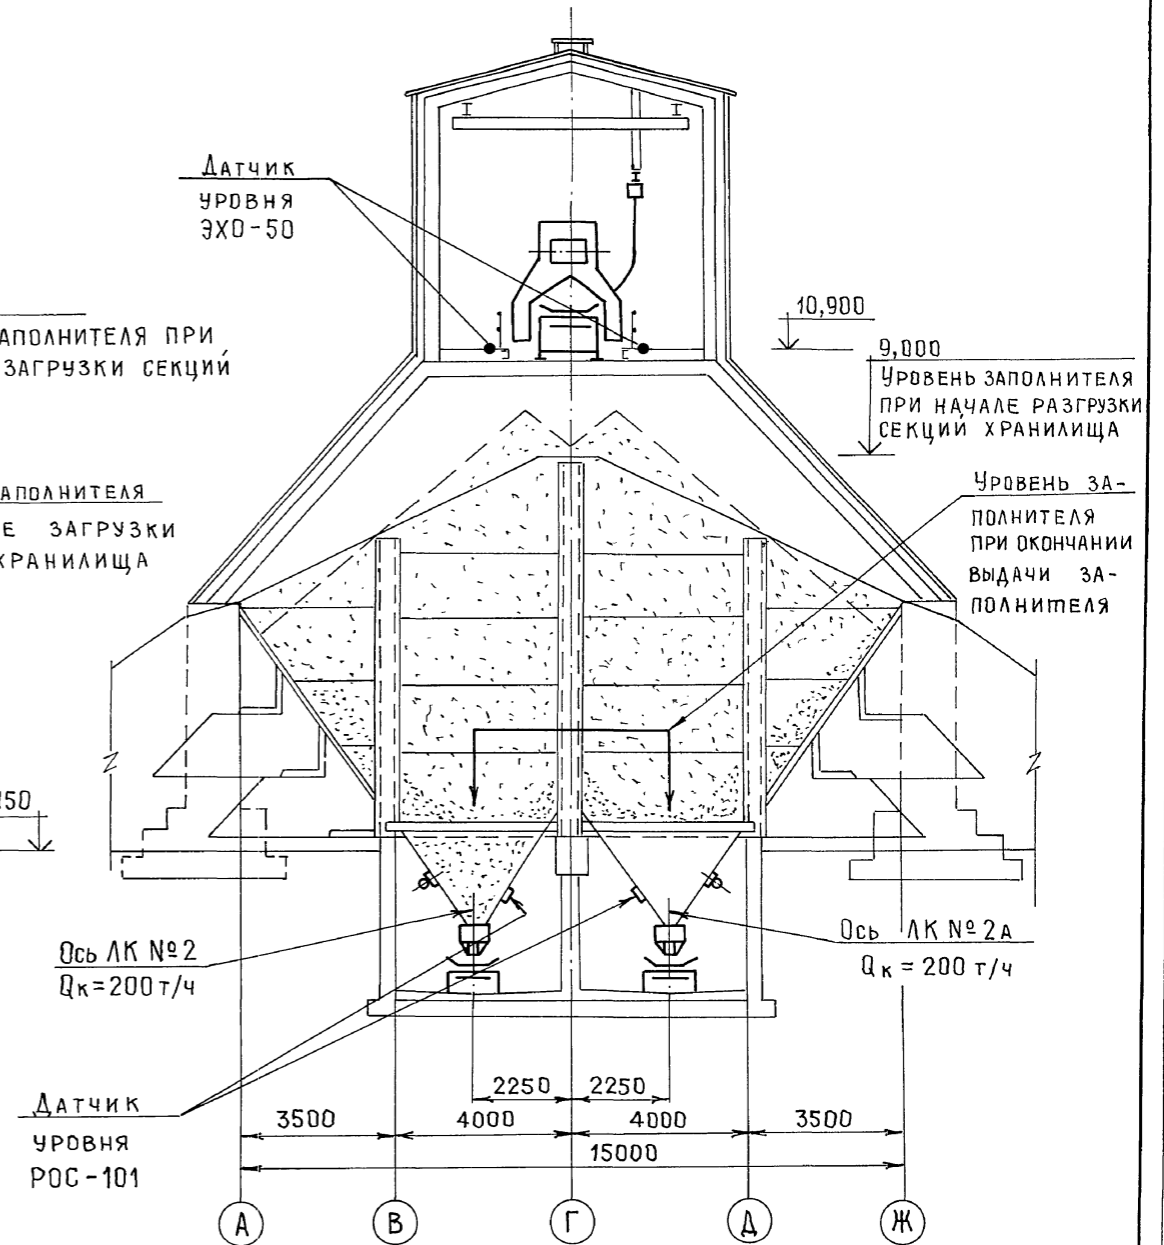 Датчик
уровня
ЭХО-50
10,900
9,000
Уровень заполнителя
при начале разгрузки
секций хранилища
аполнителя при
загрузки секций
Уровень за-
полнителя
при окончании
выдачи за-
полнителя
аполнителя
е загрузки
хранилища
150
Ось ЛК №2
Qк=200 т/ч
Ось ЛК №2А
Qк=200 т/ч
Датчик
уровня
РОС-101
2250 2250
3500 4000 4000 3500
15000
А В Г Д Ж